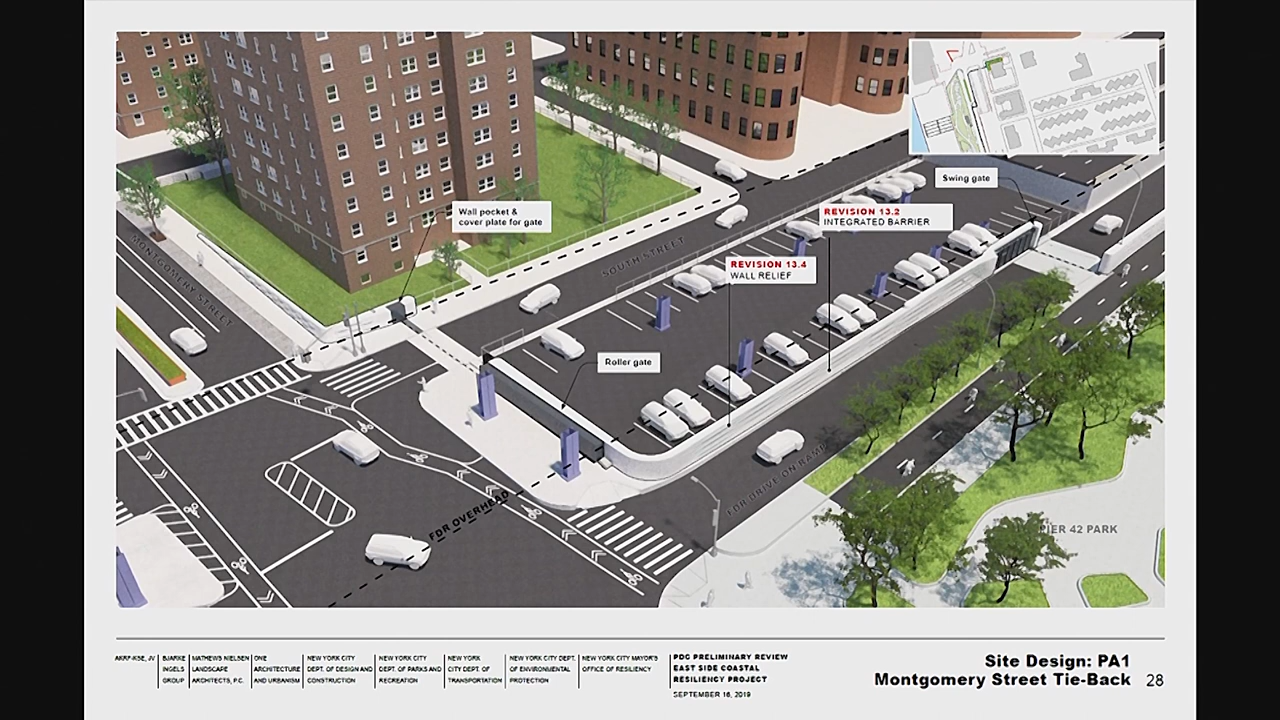 Swing gate
Wall pocket &
cover plate for gate
REVISION 13.2
INTEGRATED BARRIER
MONTGOMERY STREET
SOUTH STREET
REVISION 13.4
WALL RELIEF
Roller gate
FDR DRIVE ON RAMP
FDR OVERHEAD
PIER 42 PARK
AKRF-KSE, JV
BJARKE
INGELS
GROUP
MATHEWS NIELSEN
LANDSCAPE
ARCHITECTS, P.C.
ONE
ARCHITECTURE
AND URBANISM
NEW YORK CITY
DEPT. OF DESIGN AND
CONSTRUCTION
NEW YORK CITY
DEPT. OF PARKS AND
RECREATION
NEW YORK
CITY DEPT. OF
TRANSPORTATION
NEW YORK CITY DEPT.
OF ENVIRONMENTAL
PROTECTION
NEW YORK CITY MAYOR'S
OFFICE OF RESILIENCY
PDC PRELIMINARY REVIEW
EAST SIDE COASTAL
RESILIENCY PROJECT
SEPTEMBER 16, 2019
Site Design: PA1
Montgomery Street Tie-Back 28